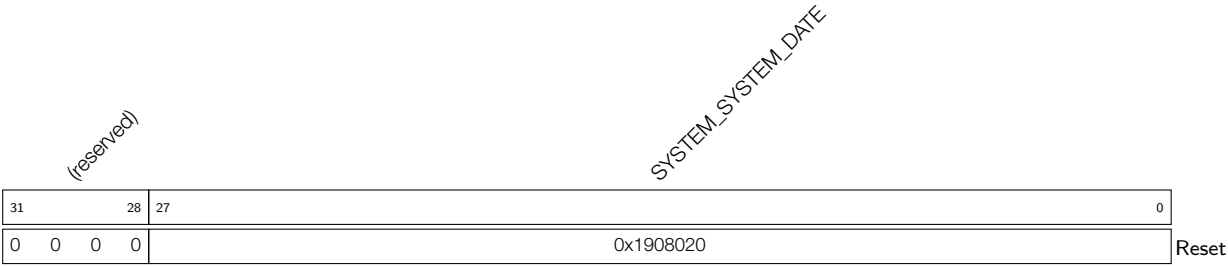 (reserved)
SYSTEM_SYSTEM_DATE
31 28 27 0
0 0 0 0 0x1908020 Reset